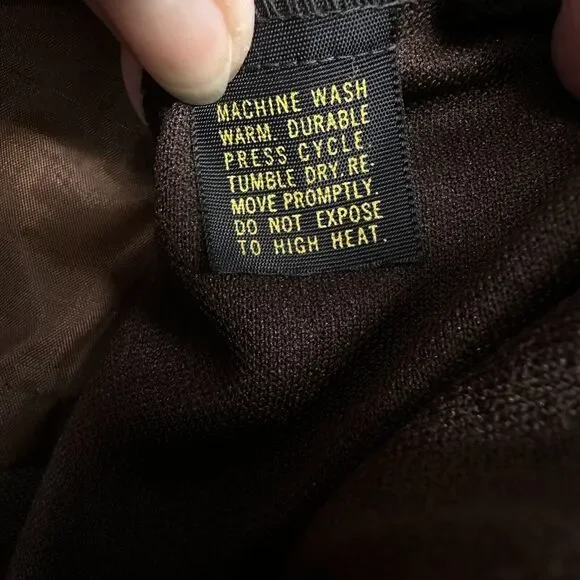 MACHINE WASH
WARM. DURABLE
PRESS CYCLE
TUMBLE DRY. RE-
MOVE PROMPTLY.
DO NOT EXPOSE
TO HIGH HEAT.